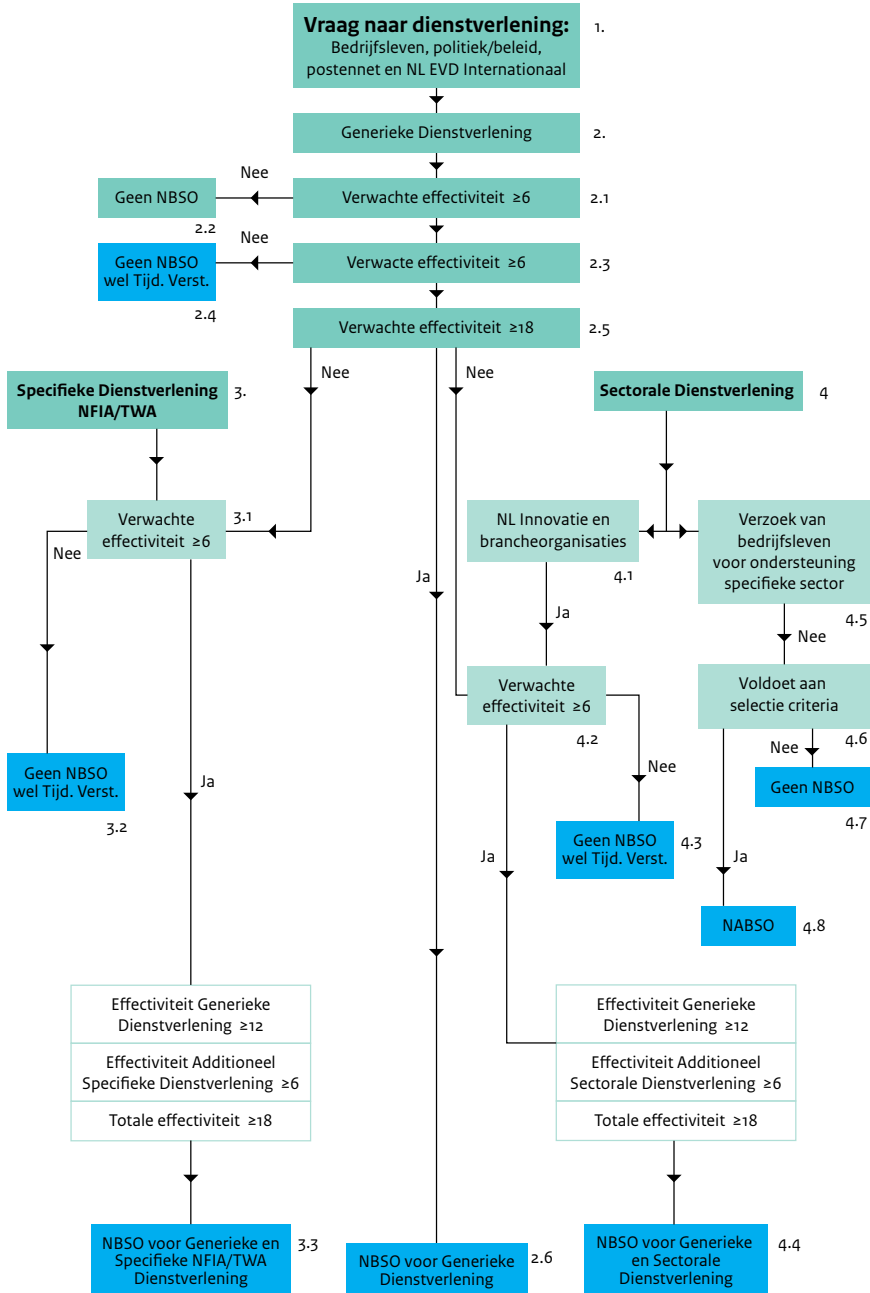 Vraag naar dienstverlening:
Bedrijfsleven, politiek/beleid,
postennet en NL EVD Internationaal
1.
Generieke Dienstverlening
2.
Nee
Geen NBSO
2.2
Verwachte effectiviteit ≥6
2.1
Nee
Geen NBSO
wel Tijd. Verst.
2.4
Verwacte effectiviteit ≥6
2.3
Verwachte effectiviteit ≥18
2.5
Nee
Nee
Specifieke Dienstverlening
NFIA/TWA
3.
Sectorale Dienstverlening
4
Verwachte
effectiviteit ≥6
3.1
Nee
NL Innovatie en
brancheorganisaties
4.1
Verzoek van
bedrijfsleven
voor ondersteuning
specifieke sector
4.5
Ja
Ja
Nee
Verwachte
effectiviteit ≥6
4.2
Voldoet aan
selectie criteria
4.6
Nee
Geen NBSO
wel Tijd. Verst.
3.2
Ja
Nee
Geen NBSO
4.7
Geen NBSO
wel Tijd. Verst.
4.3
Ja
Ja
NABSO
4.8
Effectiviteit Generieke
Dienstverlening ≥12
Effectiviteit Additioneel
Specifieke Dienstverlening ≥6
Totale effectiviteit ≥18
Effectiviteit Generieke
Dienstverlening ≥12
Effectiviteit Additioneel
Sectorale Dienstverlening ≥6
Totale effectiviteit ≥18
NBSO voor Generieke en
Specifieke NFIA/TWA
Dienstverlening
3.3
NBSO voor Generieke
Dienstverlening
2.6
NBSO voor Generieke
en Sectorale
Dienstverlening
4.4